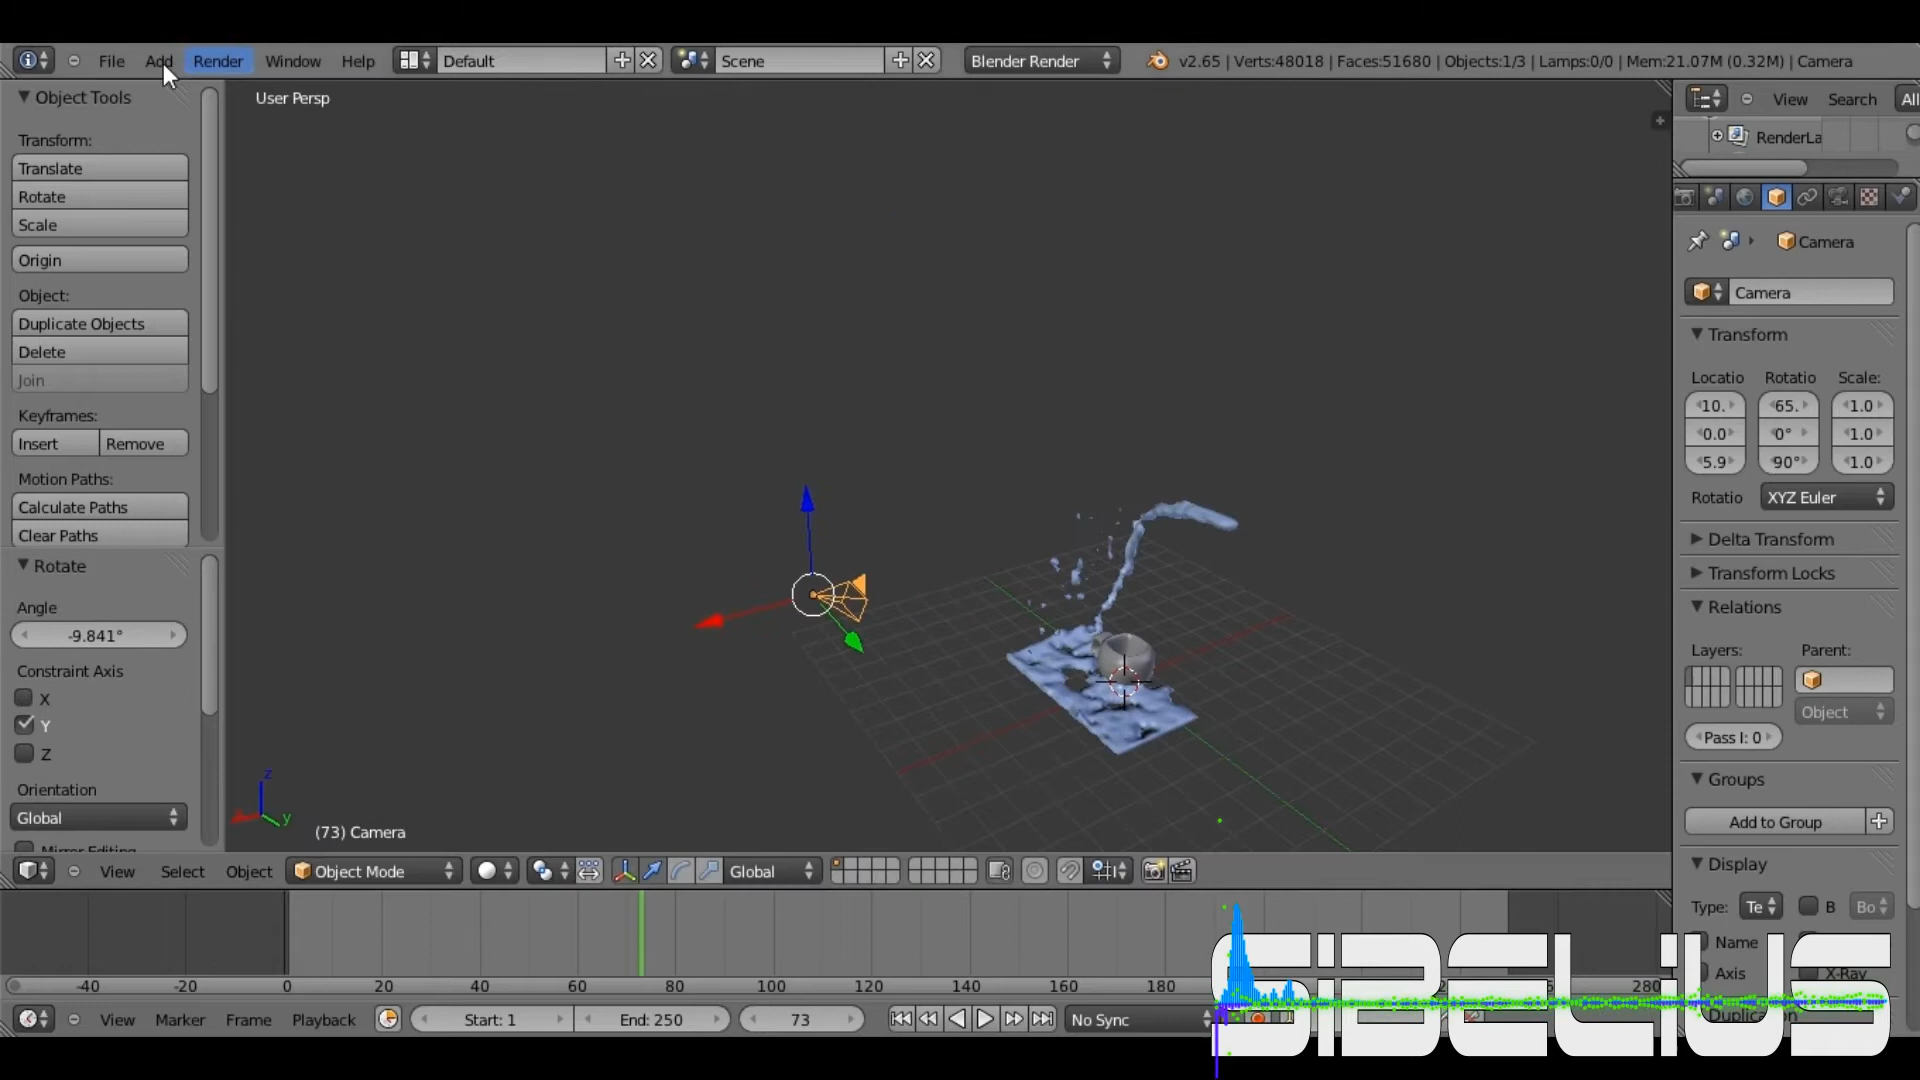 File Add Render Window Help Default Scene Blender Render v2.65 | Verts:48018 | Faces:51680 | Objects:1/3 | Lamps:0/0 | Mem:21.07M (0.32M) | Camera
Object Tools
Transform:
Translate
Rotate
Scale
Origin
Object:
Duplicate Objects
Delete
Join
Keyframes:
Insert Remove
Motion Paths:
Calculate Paths
Clear Paths
Rotate
Angle
-9.841°
Constraint Axis
X
Y
Z
Orientation
Global
User Persp
z
y
(73) Camera
View Search All
RenderLa
Camera
Camera
Transform
Locatio Rotatio Scale:
10. 65. 1.0
0.0 0° 1.0
5.9 90° 1.0
Rotatio XYZ Euler
Delta Transform
Transform Locks
Relations
Layers: Parent:
Object
Pass I: 0
Groups
Add to Group
Display
Type: Te B Bo
Name
Axis X-Ray
View Select Object Object Mode Global
-40 -20 0 20 40 60 80 100 120 140 160 180 280
View Marker Frame Playback Start: 1 End: 250 73 No Sync
SiBELiUS